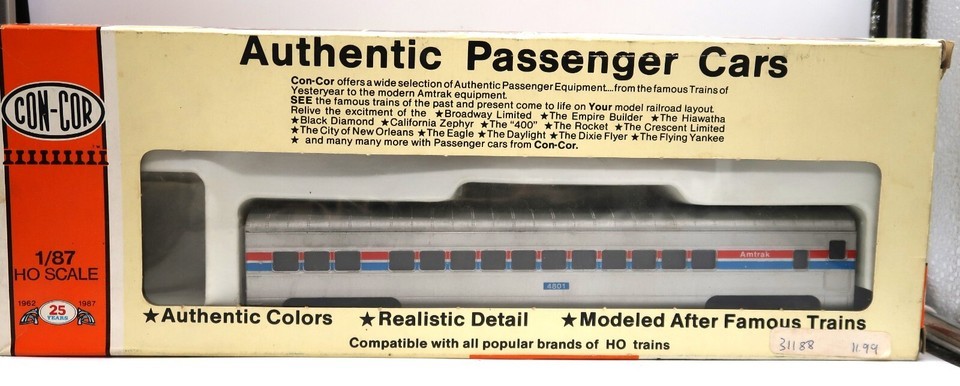 Authentic Passenger Cars
Con-Cor offers a wide selection of Authentic Passenger Equipment....from the famous Trains of
Yesteryear to the modern Amtrak equipment.
SEE the famous trains of the past and present come to life on Your model railroad layout.
Relive the excitment of the ★Broadway Limited ★The Empire Builder ★The Hiawatha
★Black Diamond ★California Zephyr ★The "400" ★The Rocket ★The Crescent Limited
★The City of New Orleans ★The Eagle ★The Daylight ★The Dixie Flyer ★The Flying Yankee
★ and many many more with Passenger cars from Con-Cor.
CON-COR
TM
1/87
HO SCALE
1962 1987
25
YEARS
Amtrak
4601
★Authentic Colors ★Realistic Detail ★Modeled After Famous Trains
Compatible with all popular brands of HO trains
31188 11.99